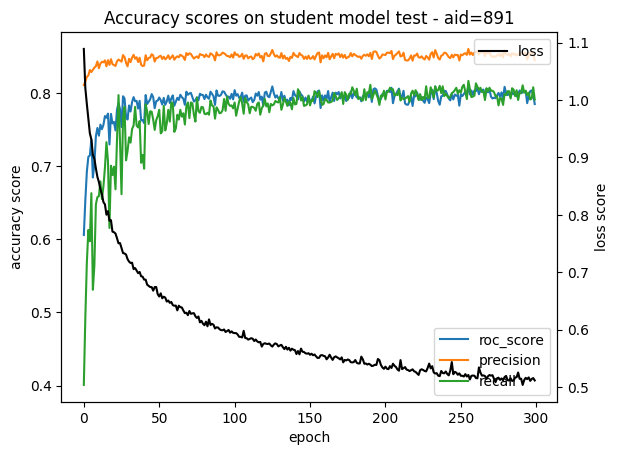 Accuracy scores on student model test - aid=891
loss
accuracy score
0.8
0.7
0.6
0.5
0.4
1.1
1.0
0.9
0.8
0.7
0.6
0.5
loss score
roc_score
precision
recall
0
50
100
150
200
250
300
epoch